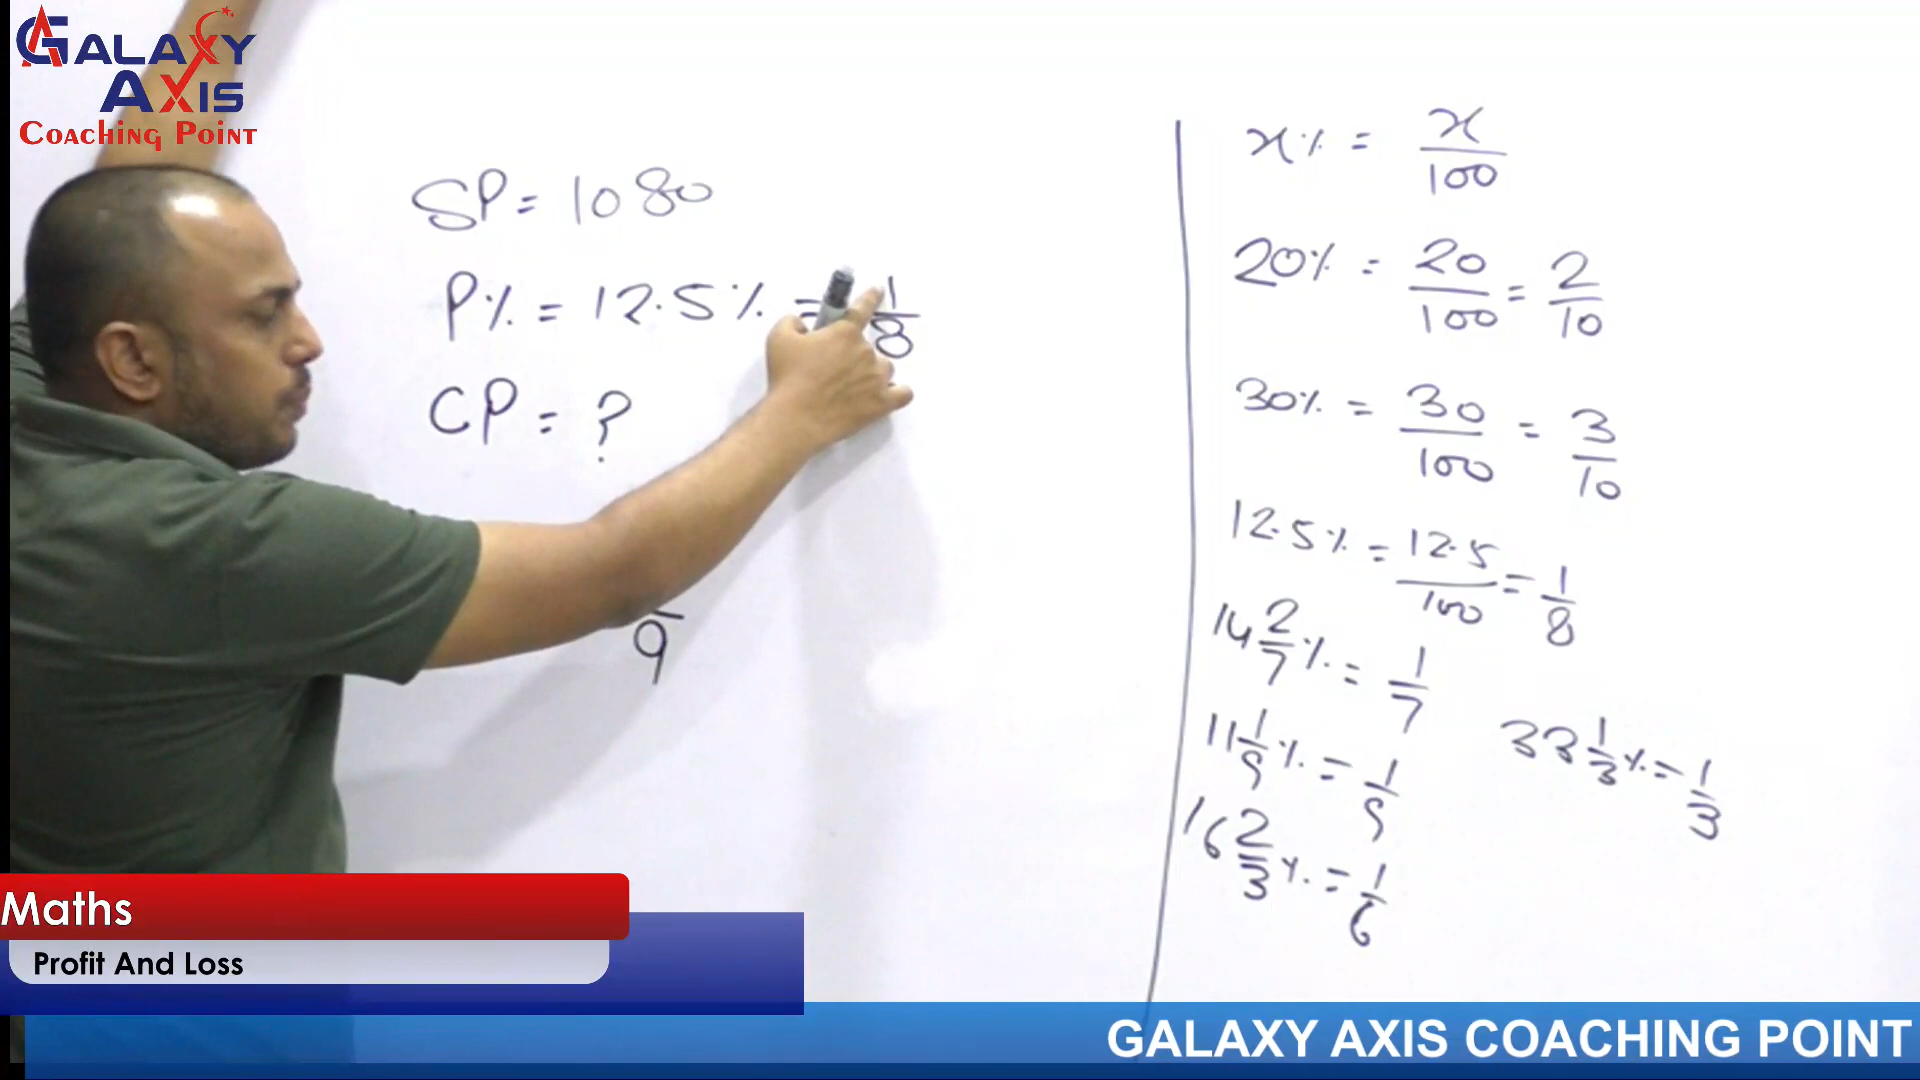 GALAXY
AXIS
COACHING POINT
SP = 1080
P% = 12.5% = 1/8
CP = ?
9
x% = x/100
20% = 20/100 = 2/10
30% = 30/100 = 3/10
12.5% = 12.5/100 = 1/8
14 2/7% = 1/7
11 1/9% = 1/9
33 1/3% = 1/3
16 2/3% = 1/6
Maths
Profit And Loss
GALAXY AXIS COACHING POINT